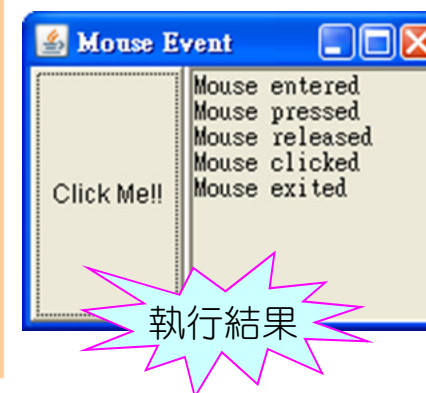 Mouse Event
Click Me!!
Mouse entered
Mouse pressed
Mouse released
Mouse clicked
Mouse exited
執行結果